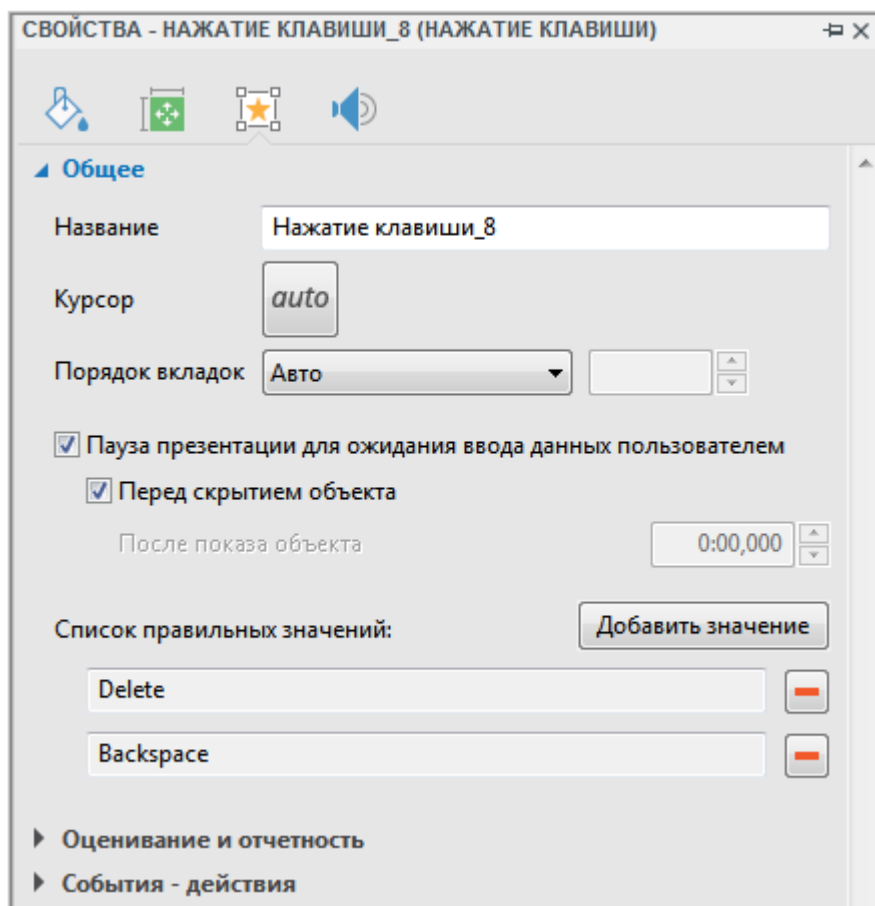 СВОЙСТВА - НАЖАТИЕ КЛАВИШИ_8 (НАЖАТИЕ КЛАВИШИ)
Общее
Название Нажатие клавиши_8
Курсор auto
Порядок вкладок Авто
Пауза презентации для ожидания ввода данных пользователем
Перед скрытием объекта
После показа объекта 0:00,000
Список правильных значений: Добавить значение
Delete
Backspace
Оценивание и отчетность
События - действия